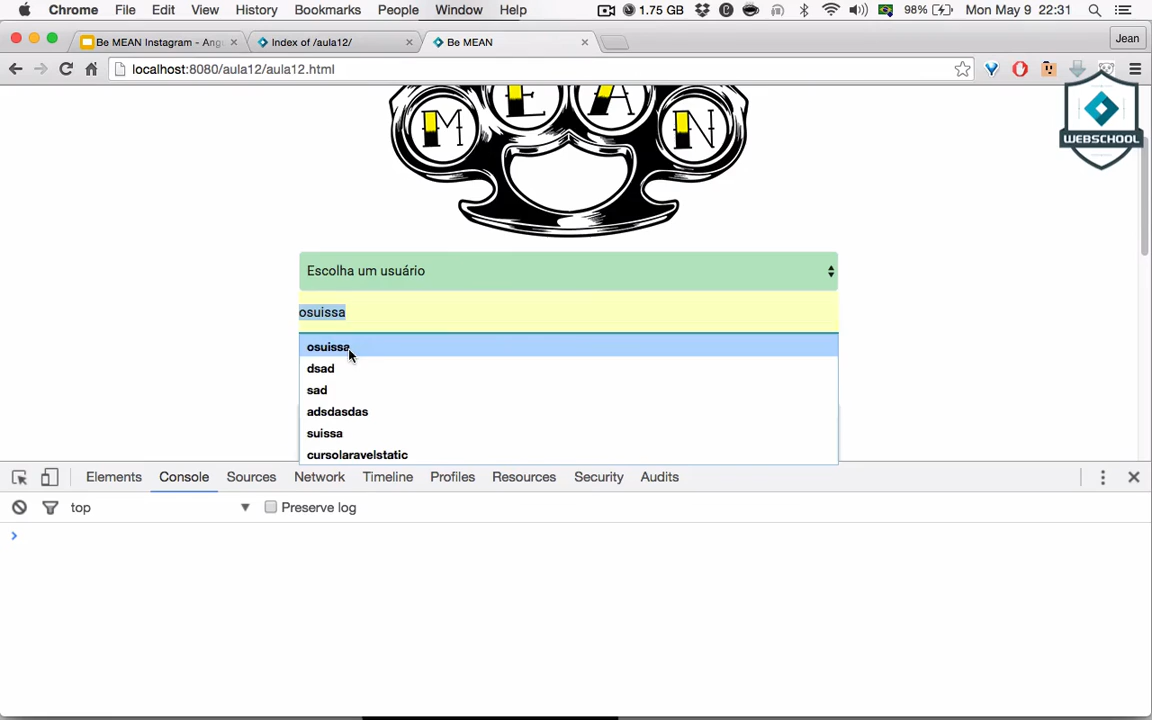 Chrome File Edit View History Bookmarks People Window Help 1.75 GB 98% Mon May 9 22:31
Be MEAN Instagram - Ang
Index of /aula12/
Be MEAN
Jean
localhost:8080/aula12/aula12.html
M E A N
WEBSCHOOL
Escolha um usuário
osuissa
osuissa
dsad
sad
adsdasdas
suissa
cursolaravelstatic
Elements Console Sources Network Timeline Profiles Resources Security Audits
top Preserve log